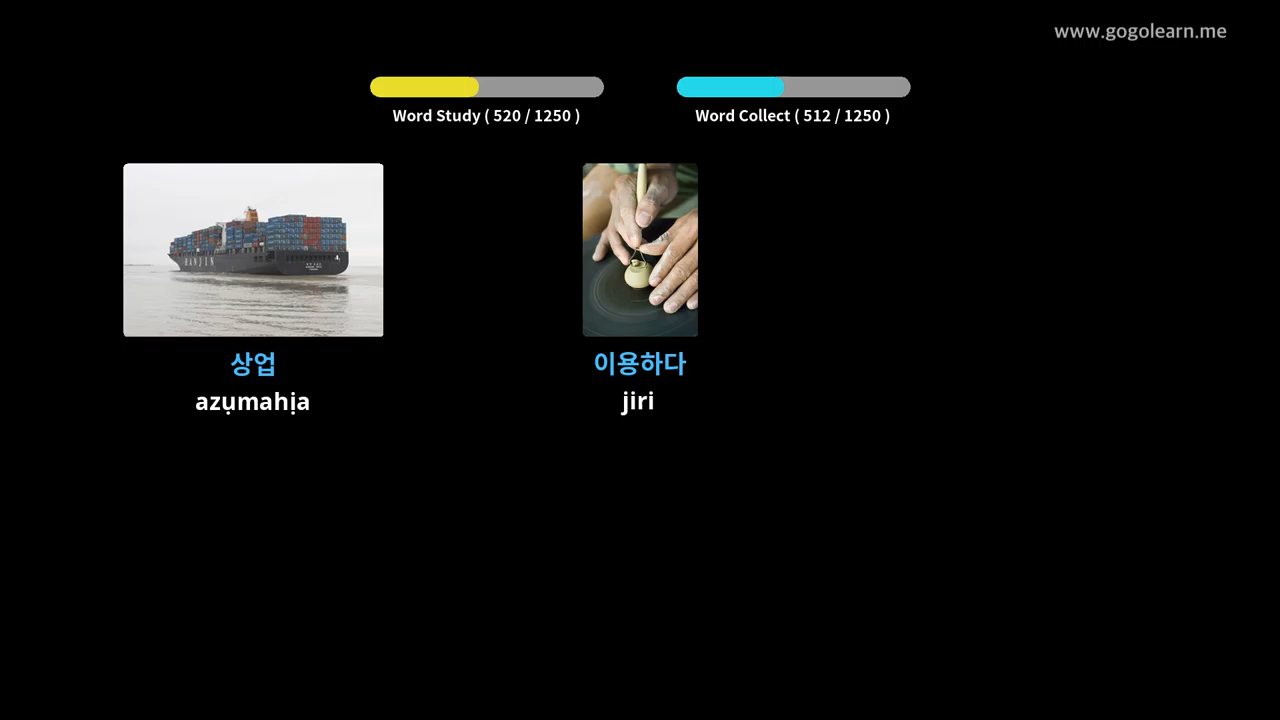 www.gogolearn.me
Word Study ( 520 / 1250 )
Word Collect ( 512 / 1250 )
HANJIN
상업
azụmahịa
이용하다
jiri